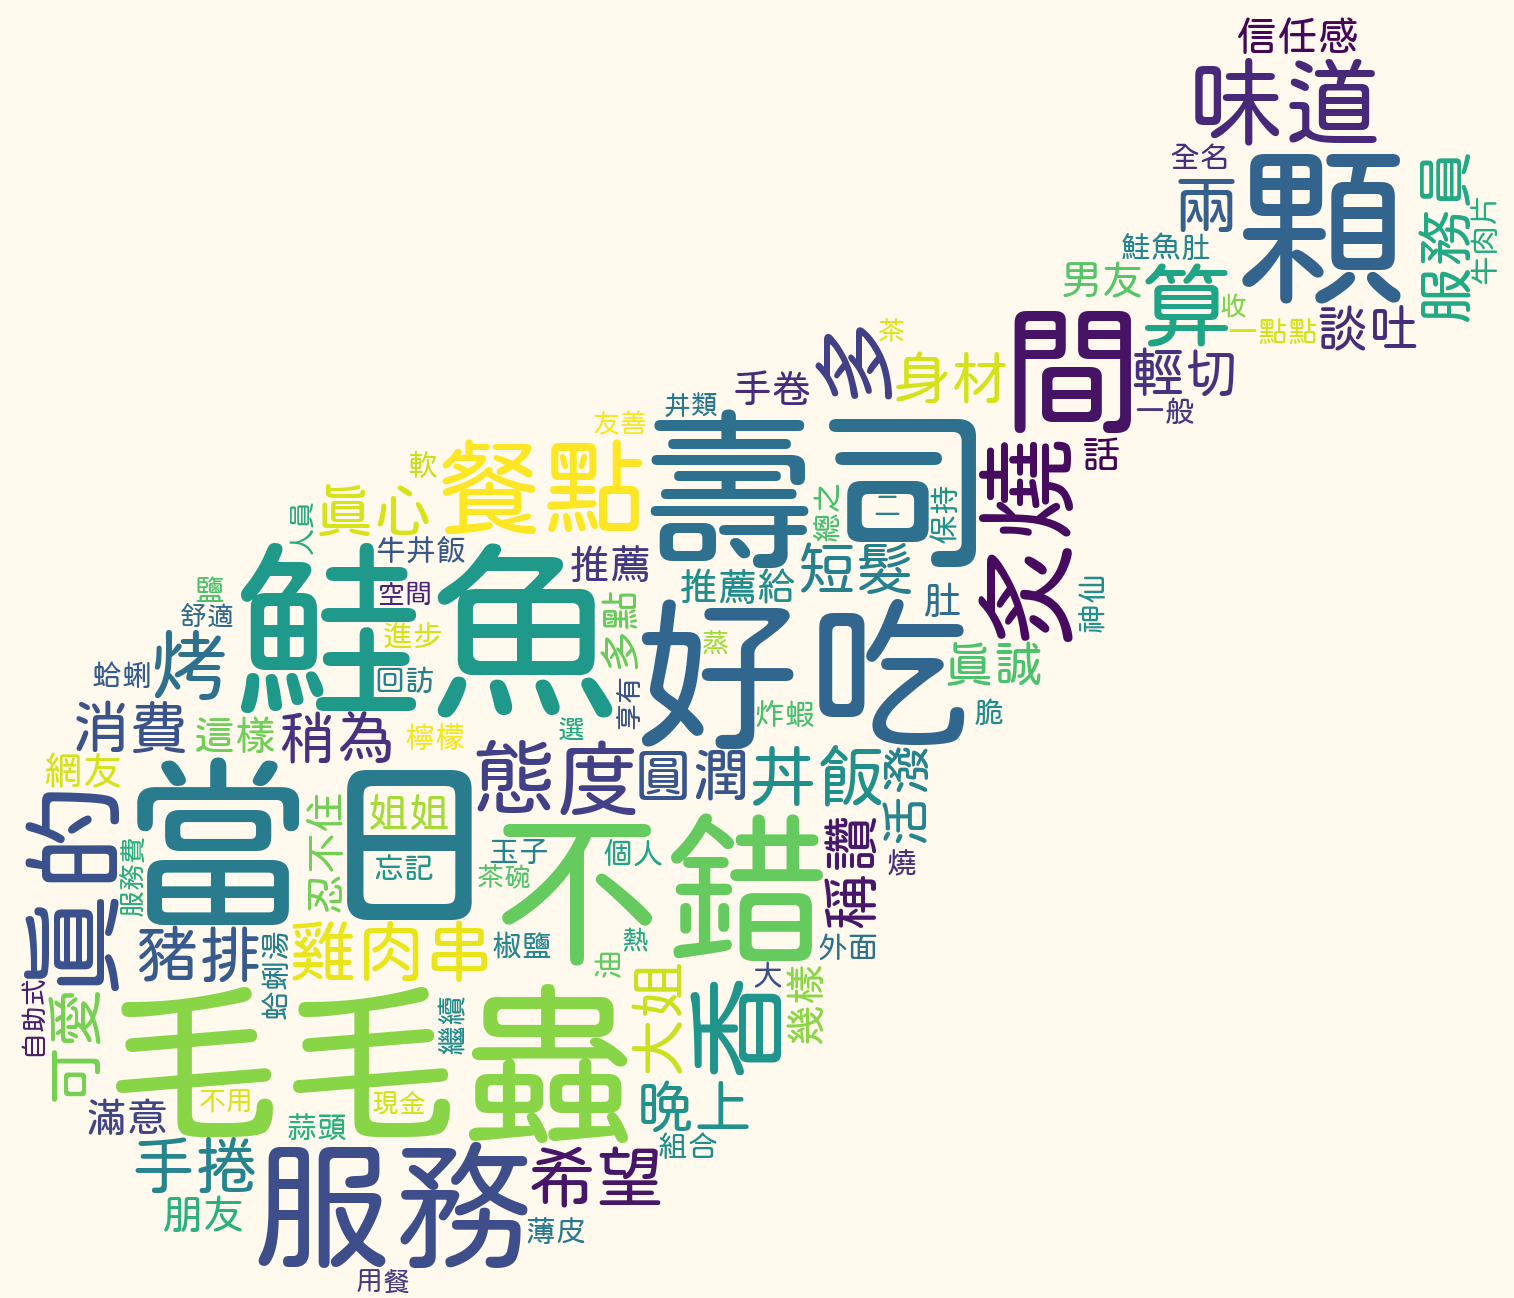 信任感
味道
全名
顆
服務員
牛肉片
兩
鮭魚肚
男友
算
收
一點點
談吐
間
輕切
一般
茶
多
身材
手卷
丼類
友善
壽司
炙燒
話
餐點
軟
眞心
人員
總之
二
保持
牛丼飯
推薦
推薦給
短髮
肚
神仙
鮭魚
空間
進步
回訪
多點
好吃
蒸
眞誠
鹽
舒適
烤
蛤蜊
享有
炸蝦
脆
消費
這樣
稍為
檸檬
選
網友
態度
圓潤
丼飯
活潑
眞的
當日
姐姐
忘記
忍不住
服務費
玉子
茶碗
個人
不錯
稱讚
燒
豬排
蛤蜊湯
雞肉串
椒鹽
熱
油
外面
大
自助式
可愛
毛毛蟲
繼續
大姐
香
幾樣
不用
現金
滿意
蒜頭
晚上
組合
手捲
服務
希望
朋友
薄皮
用餐